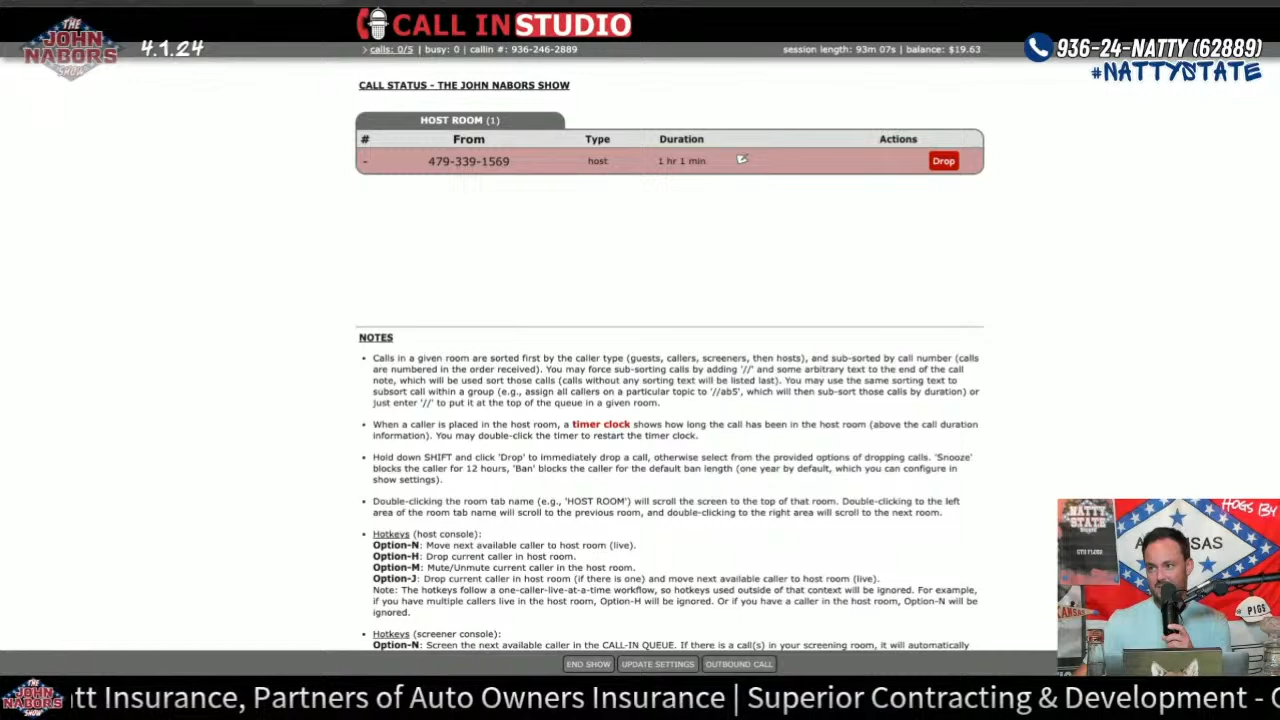 THE
JOHN
NABORS
SHOW
4.1.24
CALL IN STUDIO
calls: 0/5 | busy: 0 | callin #: 936-246-2889
session length: 93m 07s | balance: $19.63
936-24-NATTY (62889)
#NATTYSTATE
CALL STATUS - THE JOHN NABORS SHOW
HOST ROOM (1)
# From Type Duration Actions
- 479-339-1569 host 1 hr 1 min Drop
NOTES
• Calls in a given room are sorted first by the caller type (guests, callers, screeners, then hosts), and sub-sorted by call number (calls
are numbered in the order received). You may force sub-sorting calls by adding '//' and some arbitrary text to the end of the call
note, which will be used sort those calls (calls without any sorting text will be listed last). You may use the same sorting text to
subsort call within a group (e.g., assign all callers on a particular topic to '//ab5', which will then sub-sort those calls by duration) or
just enter '//' to put it at the top of the queue in a given room.
• When a caller is placed in the host room, a timer clock shows how long the call has been in the host room (above the call duration
information). You may double-click the timer to restart the timer clock.
• Hold down SHIFT and click 'Drop' to immediately drop a call, otherwise select from the provided options of dropping calls. 'Snooze'
blocks the caller for 12 hours, 'Ban' blocks the caller for the default ban length (one year by default, which you can configure in
show settings).
• Double-clicking the room tab name (e.g., 'HOST ROOM') will scroll the screen to the top of that room. Double-clicking to the left
area of the room tab name will scroll to the previous room, and double-clicking to the right area will scroll to the next room.
• Hotkeys (host console):
Option-N: Move next available caller to host room (live).
Option-H: Drop current caller in host room.
Option-M: Mute/Unmute current caller in the host room.
Option-J: Drop current caller in host room (if there is one) and move next available caller to host room (live).
Note: The hotkeys follow a one-caller-live-at-a-time workflow, so hotkeys used outside of that context will be ignored. For example,
if you have multiple callers live in the host room, Option-H will be ignored. Or if you have a caller in the host room, Option-N will be
ignored.
• Hotkeys (screener console):
Option-N: Screen the next available caller in the CALL-IN QUEUE. If there is a call(s) in your screening room, it will automatically
END SHOW UPDATE SETTINGS OUTBOUND CALL
HOGS BY
NATTY
STATE
PIGS
THE
JOHN
NABORS
SHOW
tt Insurance, Partners of Auto Owners Insurance | Superior Contracting & Development -